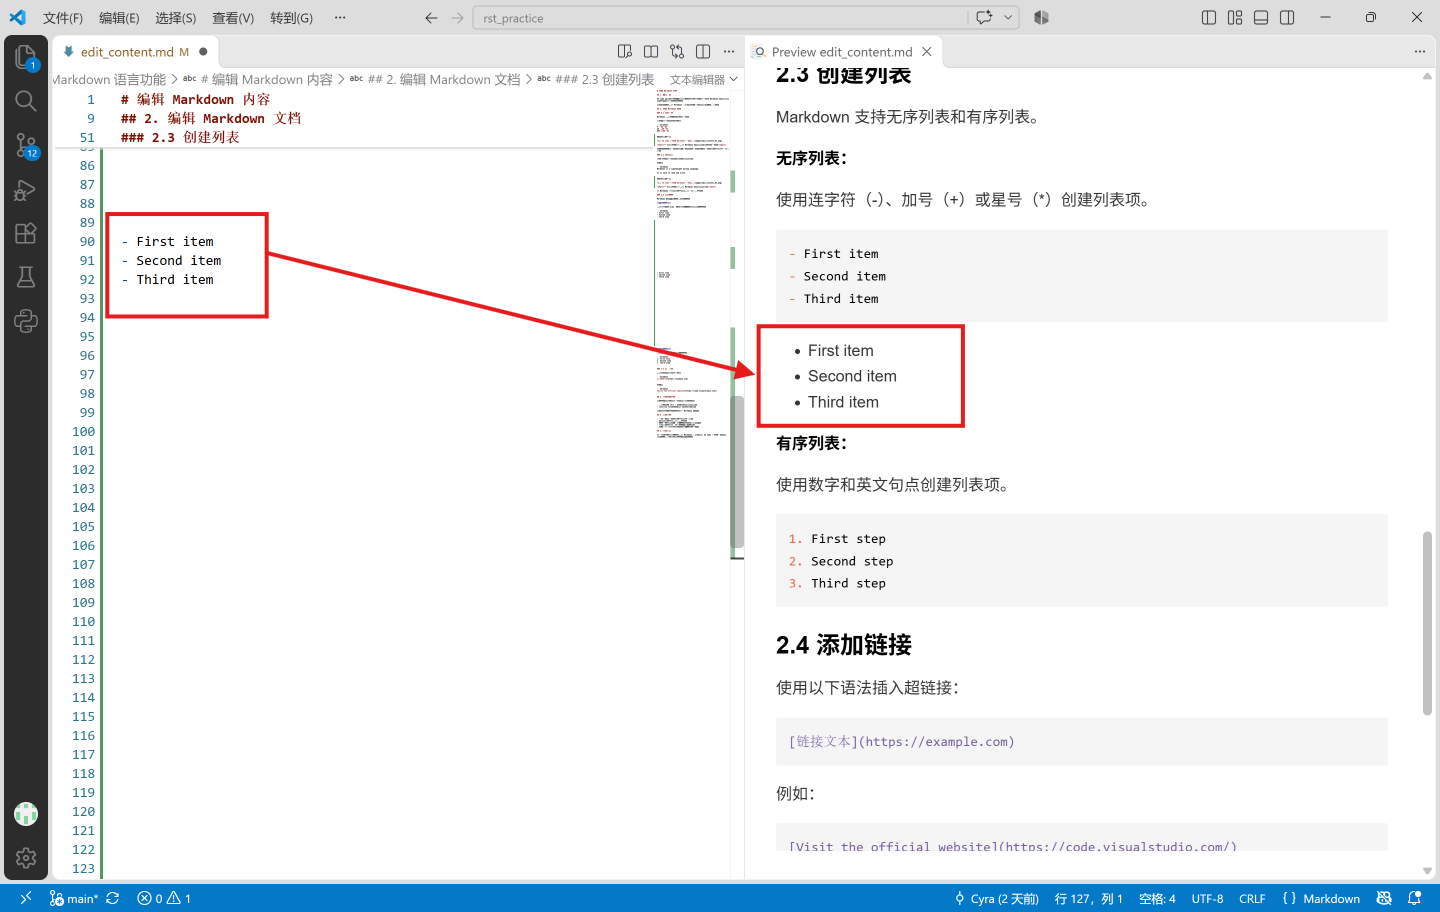 文件(F) 编辑(E) 选择(S) 查看(V) 转到(G) ··· rst_practice
edit_content.md M
Markdown 语言功能 > # 编辑 Markdown 内容 > ## 2. 编辑 Markdown 文档 > ### 2.3 创建列表 文本编辑器
1 # 编辑 Markdown 内容
9 ## 2. 编辑 Markdown 文档
51 ### 2.3 创建列表
86
87
88
89
90 - First item
91 - Second item
92 - Third item
93
94
95
96
97
98
99
100
101
102
103
104
105
106
107
108
109
110
111
112
113
114
115
116
117
118
119
120
121
122
123
Preview edit_content.md
2.3 创建列表
Markdown 支持无序列表和有序列表。
无序列表：
使用连字符（-）、加号（+）或星号（*）创建列表项。
- First item
- Second item
- Third item
• First item
• Second item
• Third item
有序列表：
使用数字和英文句点创建列表项。
1. First step
2. Second step
3. Third step
2.4 添加链接
使用以下语法插入超链接：
[链接文本](https://example.com)
例如：
[Visit the official website](https://code.visualstudio.com/)
1
12
main* 0 1 Cyra (2 天前) 行 127，列 1 空格: 4 UTF-8 CRLF { } Markdown